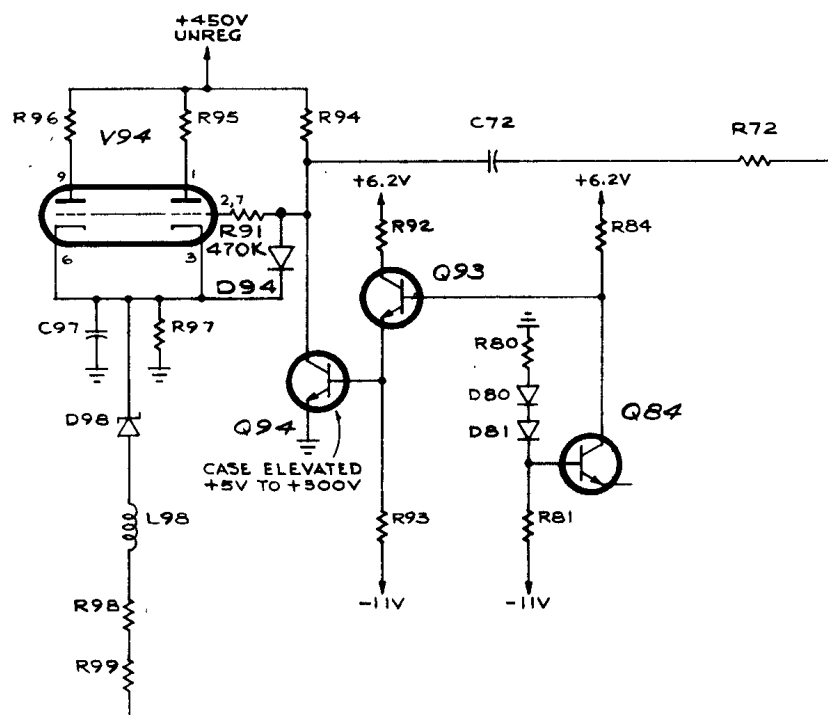 +450V
UNREG
R96
V94
R95
R94
C72
R72
9
1
2,7
R91
470K
D94
6
3
+6.2V
R92
+6.2V
R84
Q93
C97
R97
R80
D80
D81
Q84
D98
Q94
CASE ELEVATED
+5V TO +300V
L98
R93
R81
-11V
-11V
R98
R99